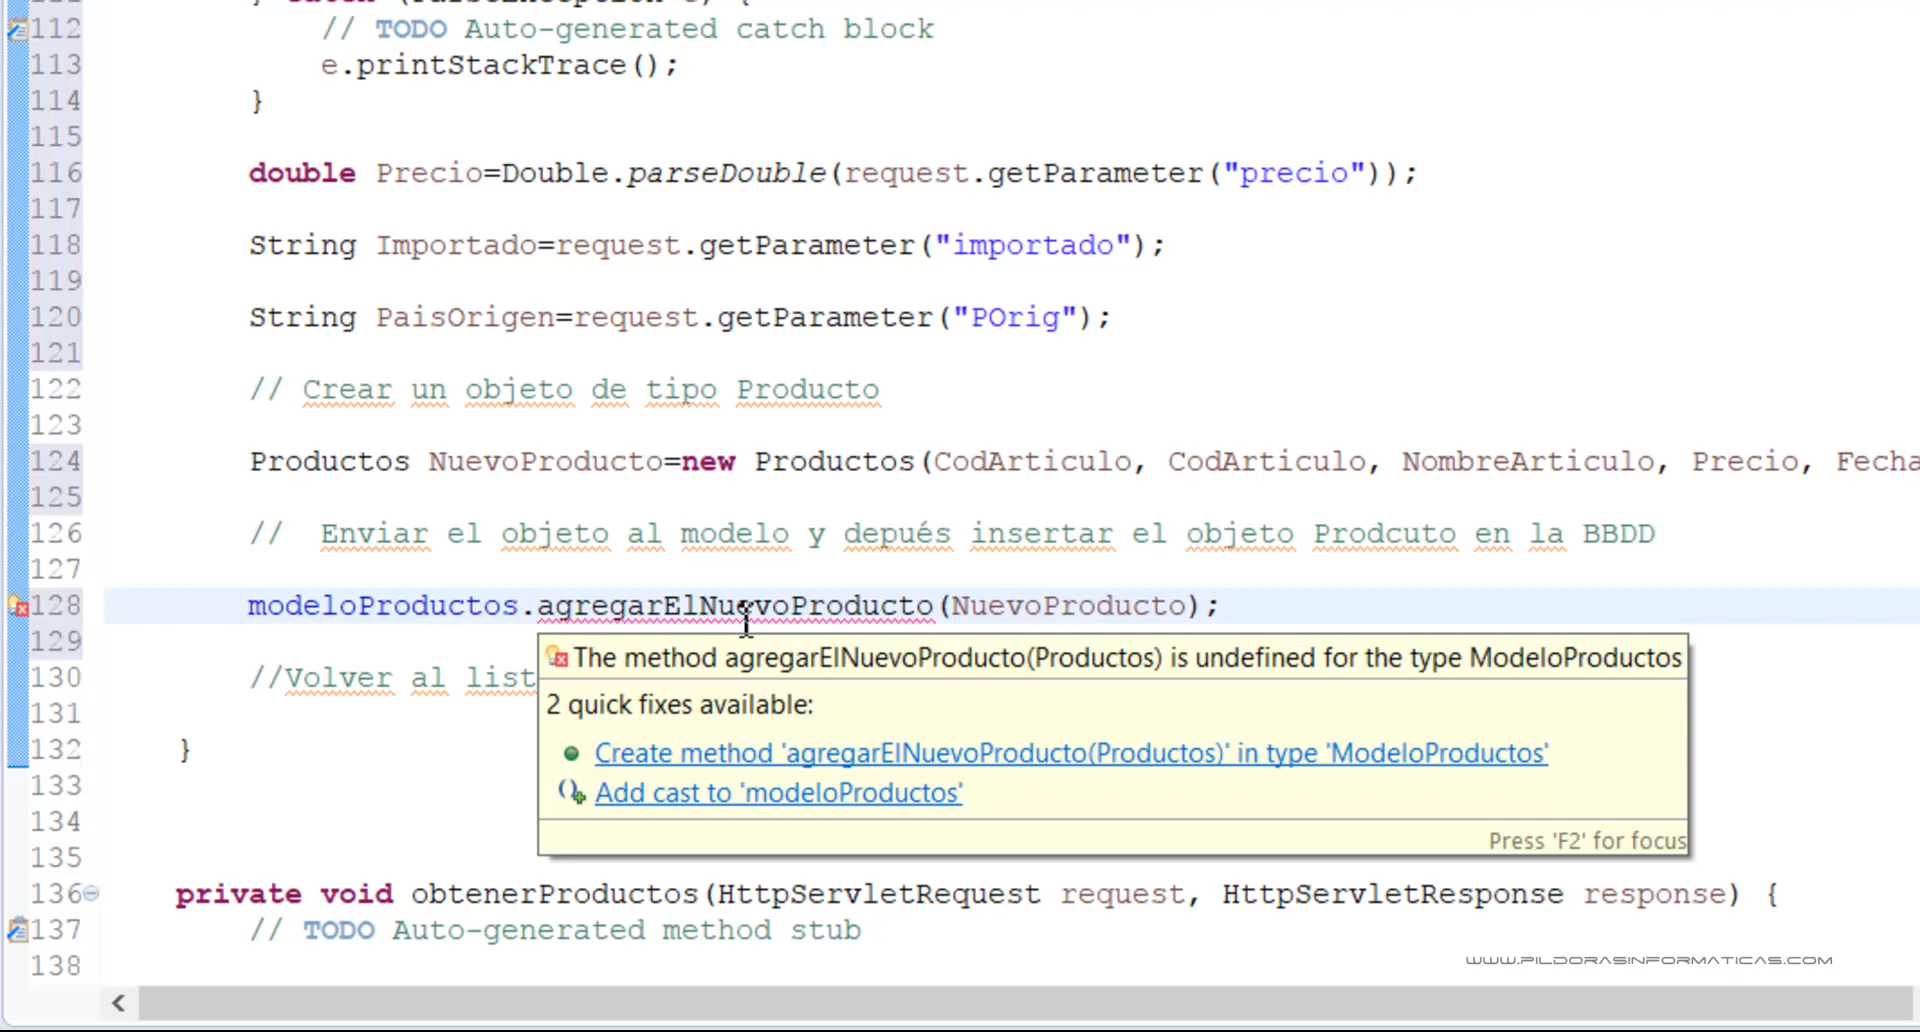 112 // TODO Auto-generated catch block
113 e.printStackTrace();
114 }
115
116 double Precio=Double.parseDouble(request.getParameter("precio"));
117
118 String Importado=request.getParameter("importado");
119
120 String PaisOrigen=request.getParameter("POrig");
121
122 // Crear un objeto de tipo Producto
123
124 Productos NuevoProducto=new Productos(CodArticulo, CodArticulo, NombreArticulo, Precio, Fecha
125
126 //  Enviar el objeto al modelo y depués insertar el objeto Prodcuto en la BBDD
127
128 modeloProductos.agregarElNuevoProducto(NuevoProducto);
129
The method agregarElNuevoProducto(Productos) is undefined for the type ModeloProductos
130 //Volver al list
2 quick fixes available:
131
132 }
Create method 'agregarElNuevoProducto(Productos)' in type 'ModeloProductos'
133
Add cast to 'modeloProductos'
134
Press 'F2' for focus
135
136 private void obtenerProductos(HttpServletRequest request, HttpServletResponse response) {
137 // TODO Auto-generated method stub
138
WWW.PILDORASINFORMATICAS.COM